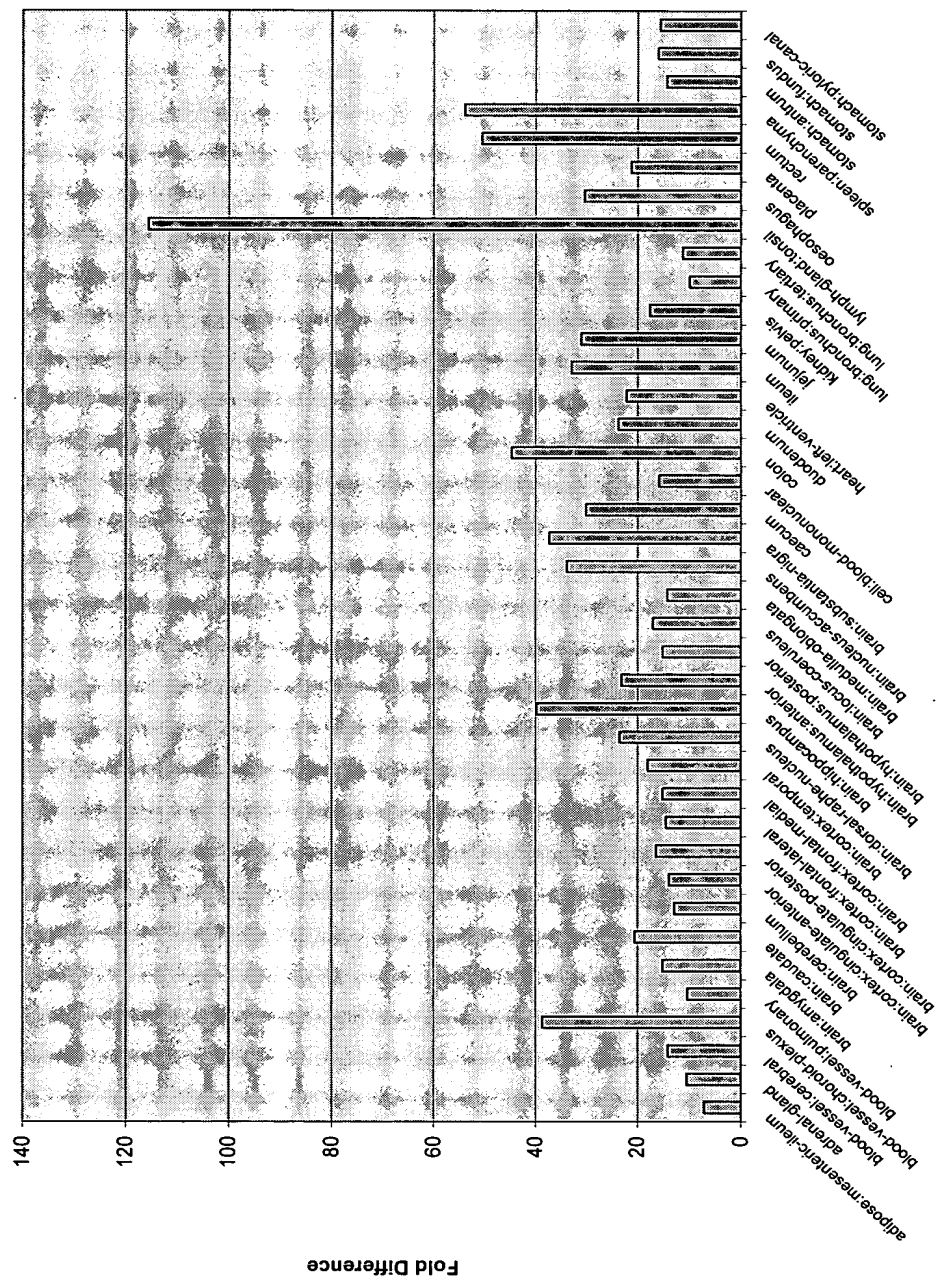 Fold Difference
140
120
100
80
60
40
20
0
adipose:mesenteric-ileum
adrenal:gland
blood-vessel:cerebral
blood-vessel:choroid-plexus
blood-vessel:pulmonary
brain:amygdala
brain:caudate
brain:cerebellum
brain:cortex:cingulate-anterior
brain:cortex:cingulate-posterior
brain:cortex:frontal-lateral
brain:cortex:frontal-medial
brain:cortex:temporal
brain:dorsal-raphe-nucleus
brain:hippocampus
brain:hypothalamus:anterior
brain:hypothalamus:posterior
brain:locus-coeruleus
brain:medulla-oblongata
brain:nucleus-accumbens
brain:substantia-nigra
caecum
cell:blood-mononuclear
colon
duodenum
heart:left-ventricle
Ileum
jejunum
kidney:pelvis
lung:bronchus:primary
lung:bronchus:tertiary
lymph gland:tonsil
oesophagus
placenta
rectum
spleen:parenchyma
stomach:antrum
stomach:fundus
stomach:pyloric-canal